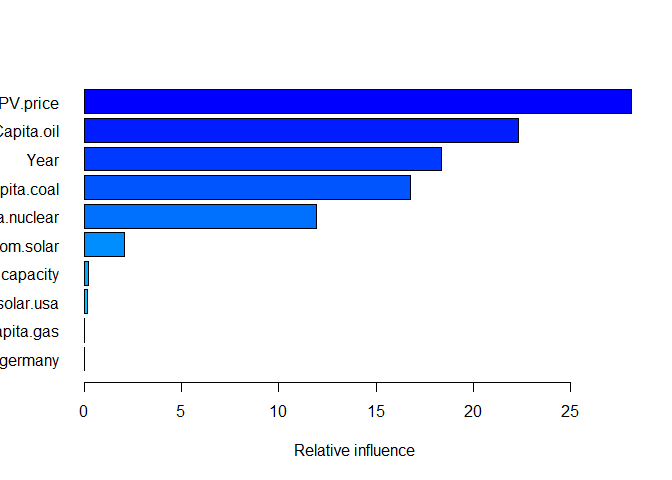 PV.price
Capita.oil
Year
pita.coal
a.nuclear
om.solar
capacity
solar.usa
apita.gas
germany
0 5 10 15 20 25
Relative influence